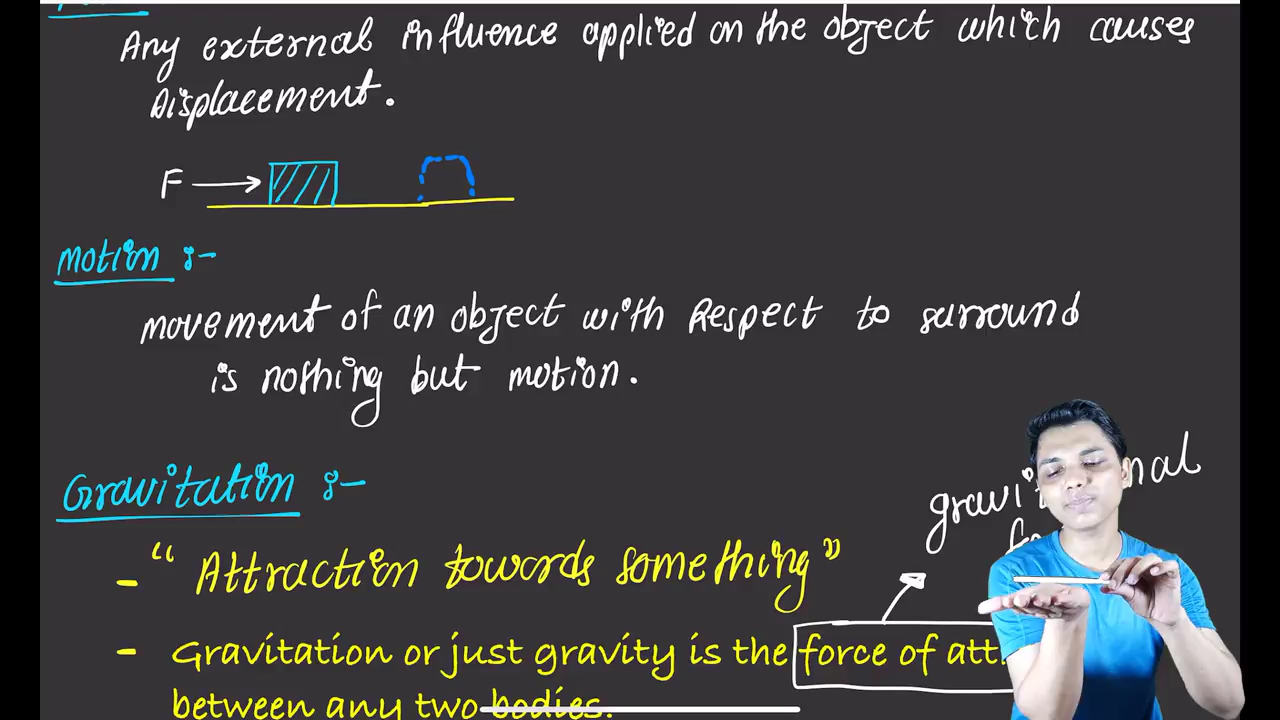 Any external influence applied on the object which causes
Displacement.
F
motion :-
movement of an object with Respect to surround
is nothing but motion.
Gravitation :-
- "Attraction towards something"
- Gravitation or just gravity is the force of
between any two bodies.